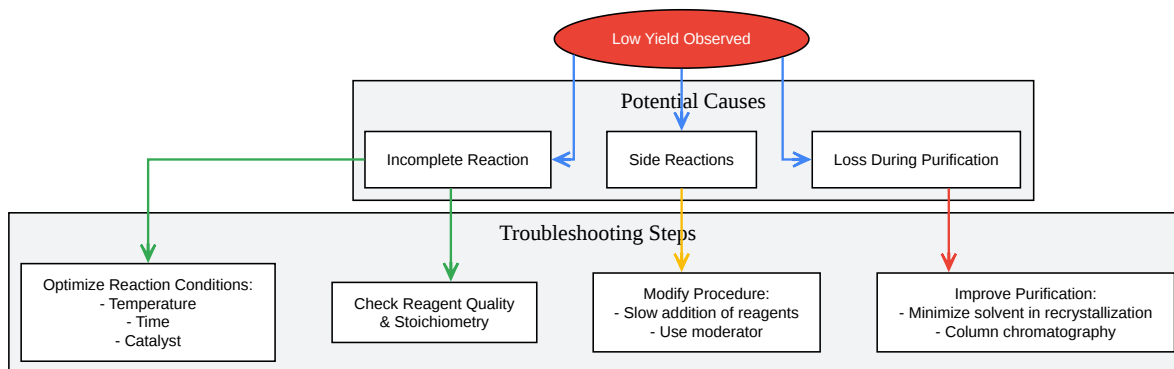 Low Yield Observed
Potential Causes
Incomplete Reaction
Side Reactions
Loss During Purification
Troubleshooting Steps
Optimize Reaction Conditions:
- Temperature
- Time
- Catalyst
Check Reagent Quality
& Stoichiometry
Modify Procedure:
- Slow addition of reagents
- Use moderator
Improve Purification:
- Minimize solvent in recrystallization
- Column chromatography